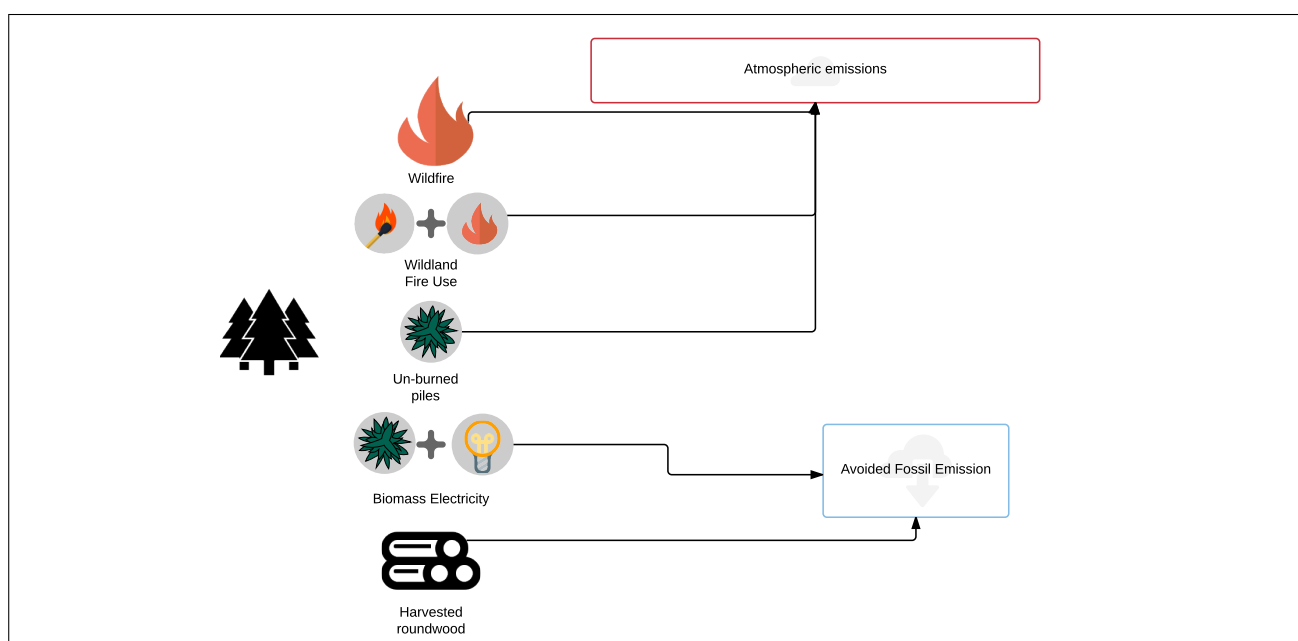 Atmospheric emissions
Wildfire
Wildland
Fire Use
Un-burned
piles
Avoided Fossil Emission
Biomass Electricity
Harvested
roundwood